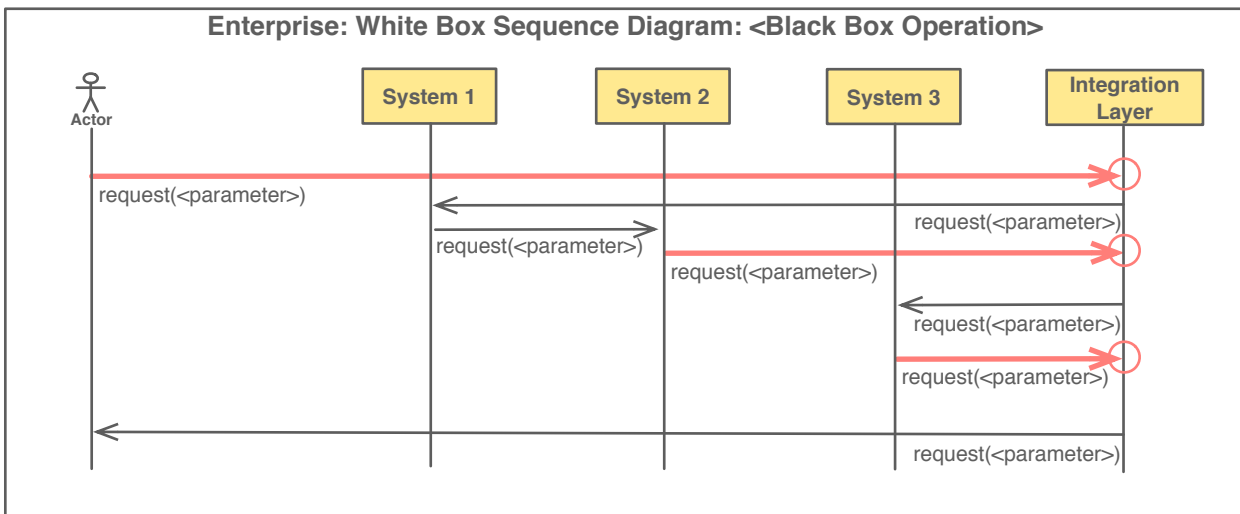 Enterprise: White Box Sequence Diagram: <Black Box Operation>
Actor
System 1
System 2
System 3
Integration
Layer
request(<parameter>)
request(<parameter>)
request(<parameter>)
request(<parameter>)
request(<parameter>)
request(<parameter>)
request(<parameter>)